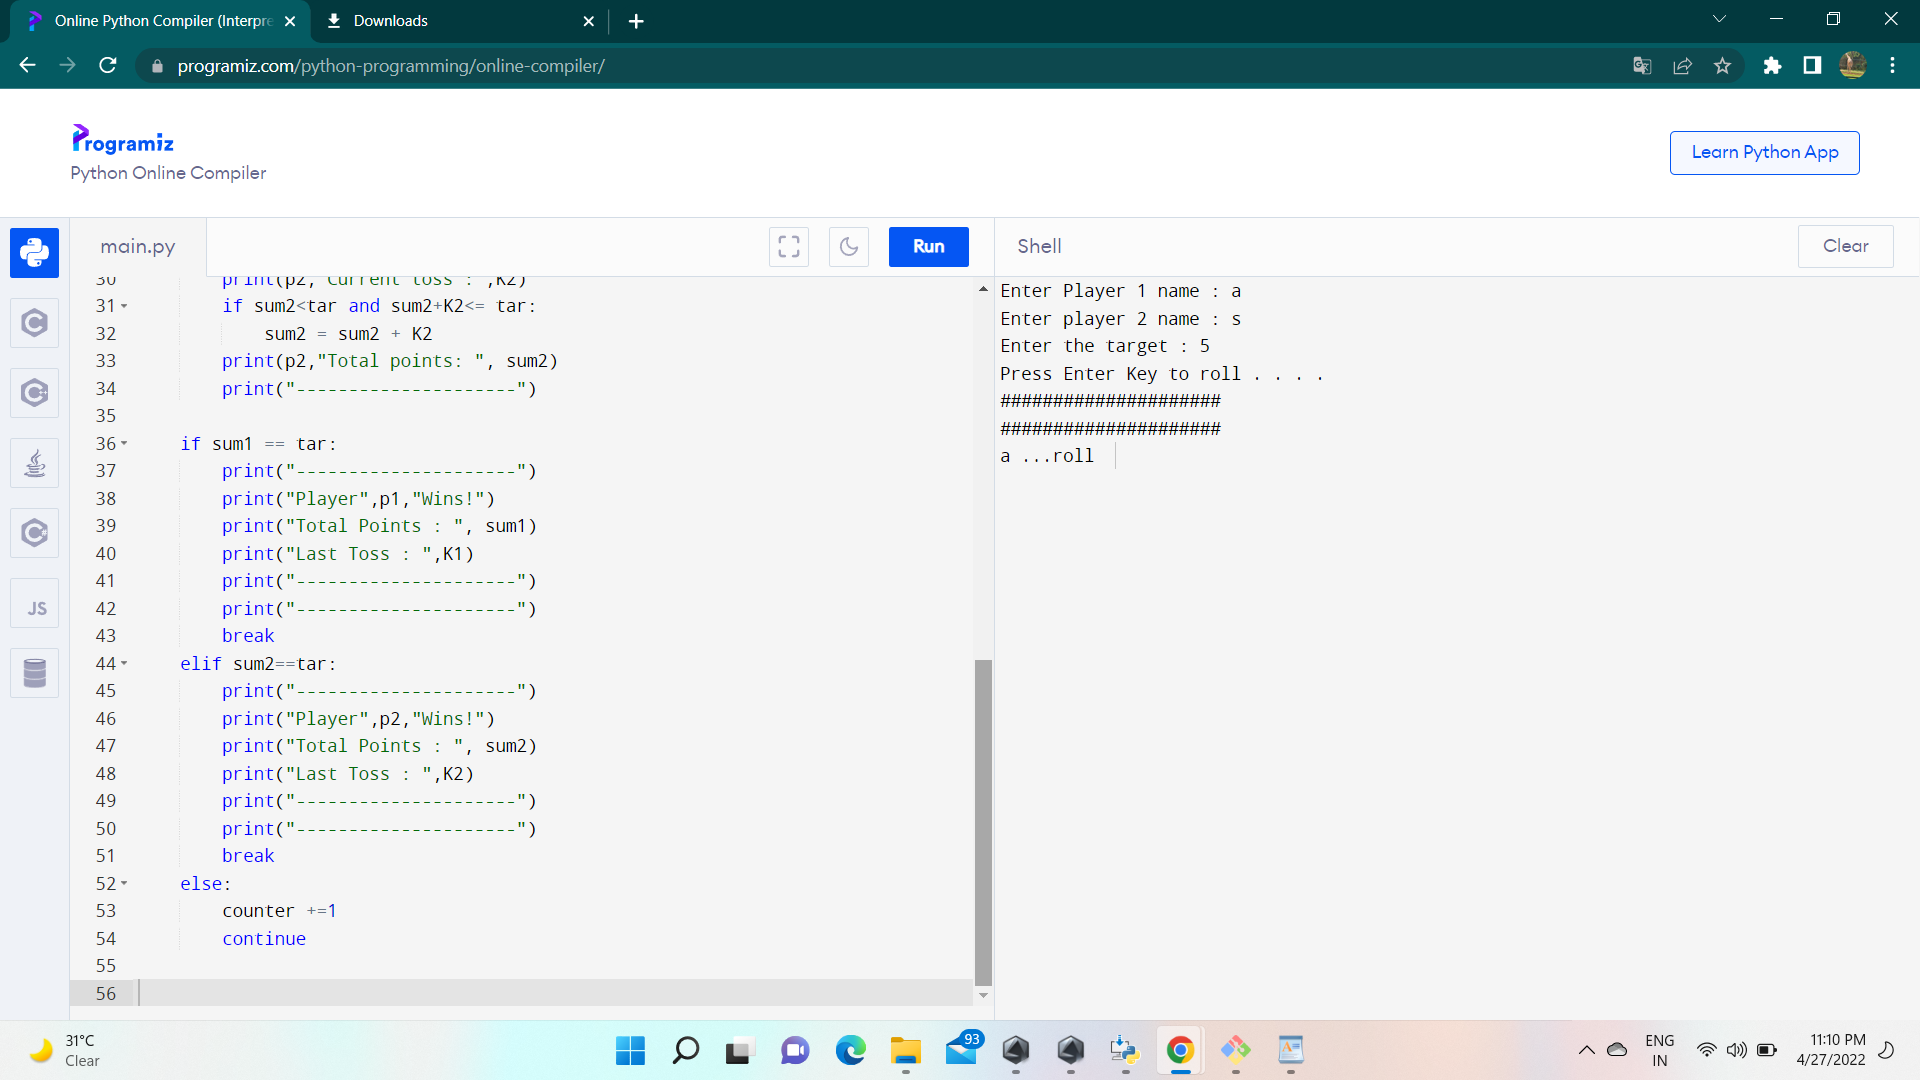 Online Python Compiler (Interpre
Downloads
programiz.com/python-programming/online-compiler/
Programiz
Python Online Compiler
Learn Python App
main.py
Run
Shell
Clear
30 print(p2,"Current toss : ",K2)
31 if sum2<tar and sum2+K2<= tar:
32 sum2 = sum2 + K2
33 print(p2,"Total points: ", sum2)
34 print("---------------------")
35
36 if sum1 == tar:
37 print("---------------------")
38 print("Player",p1,"Wins!")
39 print("Total Points : ", sum1)
40 print("Last Toss : ",K1)
41 print("---------------------")
42 print("---------------------")
43 break
44 elif sum2==tar:
45 print("---------------------")
46 print("Player",p2,"Wins!")
47 print("Total Points : ", sum2)
48 print("Last Toss : ",K2)
49 print("---------------------")
50 print("---------------------")
51 break
52 else:
53 counter +=1
54 continue
55
56
JS
Enter Player 1 name : a
Enter player 2 name : s
Enter the target : 5
Press Enter Key to roll . . . .
#####################
#####################
a ...roll
31°C
Clear
93
ENG
IN
11:10 PM
4/27/2022